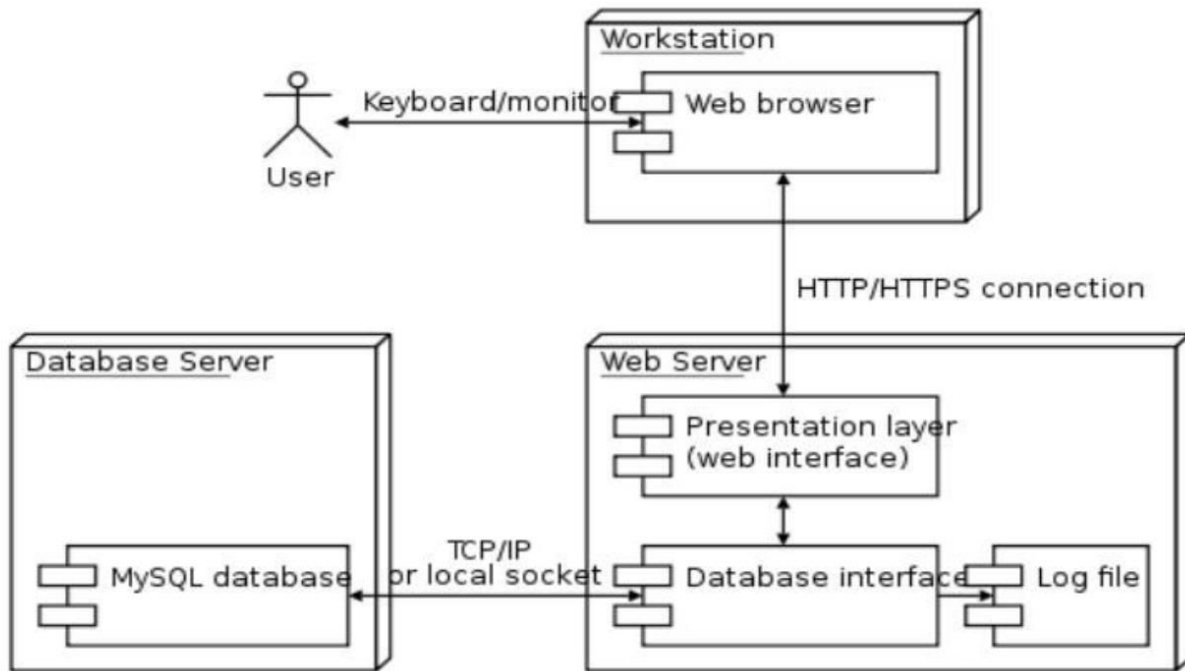 Workstation
Keyboard/monitor
Web browser
User
HTTP/HTTPS connection
Database Server
Web Server
Presentation layer
(web interface)
TCP/IP
or local socket
MySQL database
Database interface
Log file